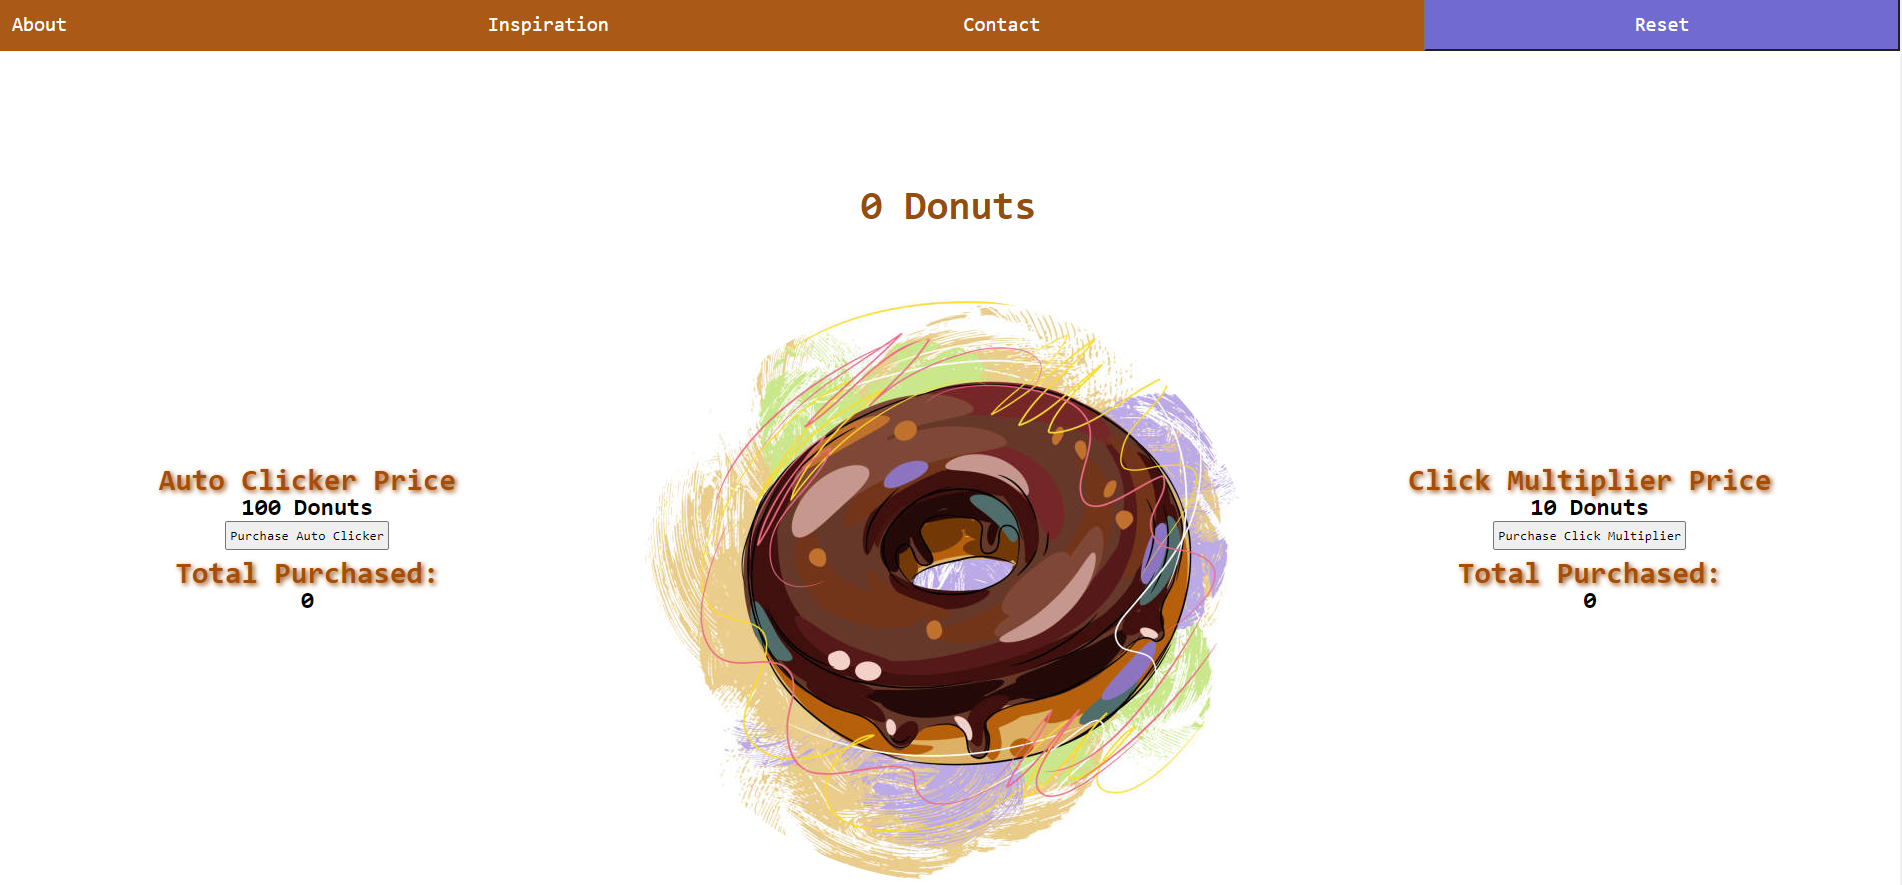 About Inspiration Contact Reset
0 Donuts
Auto Clicker Price
100 Donuts
Purchase Auto Clicker
Total Purchased:
0
Click Multiplier Price
10 Donuts
Purchase Click Multiplier
Total Purchased:
0